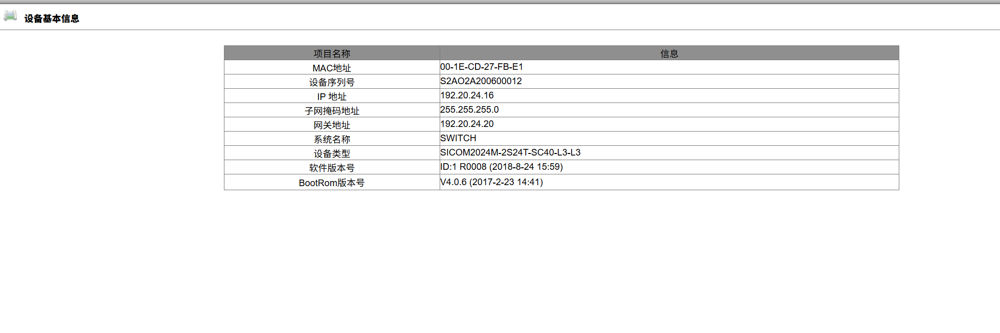 设备基本信息
项目名称 信息
MAC地址 00-1E-CD-27-FB-E1
设备序列号 S2AO2A200600012
IP 地址 192.20.24.16
子网掩码地址 255.255.255.0
网关地址 192.20.24.20
系统名称 SWITCH
设备类型 SICOM2024M-2S24T-SC40-L3-L3
软件版本号 ID:1 R0008 (2018-8-24 15:59)
BootRom版本号 V4.0.6 (2017-2-23 14:41)